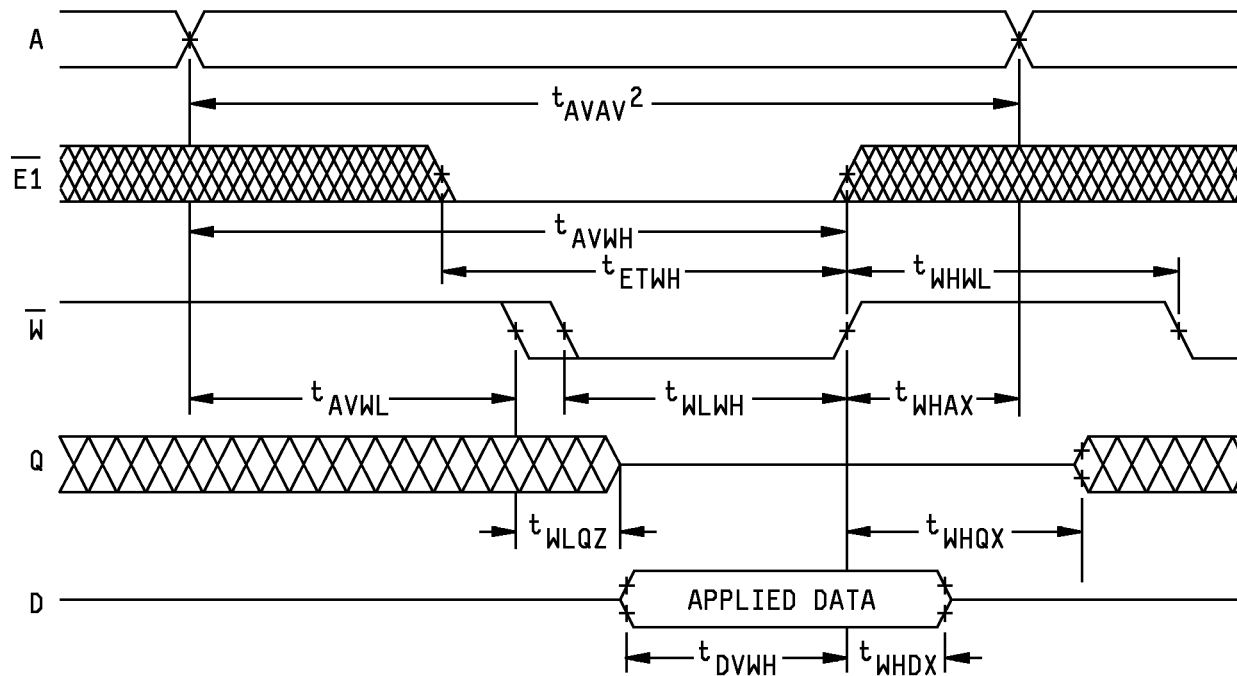 A
tAVAV2
E1
tAVWH
tETWH
tWHWL
W
tAVWL
tWLWH
tWHAX
Q
tWLQZ
tWHQX
D
APPLIED DATA
tDVWH
tWHDX